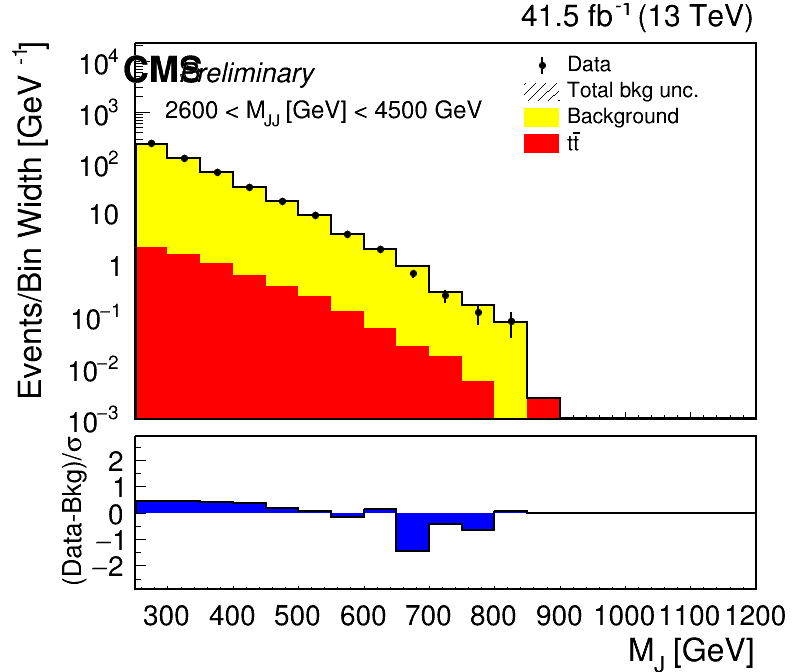 41.5 fb⁻¹ (13 TeV)
CMS Preliminary
2600 < M_JJ [GeV] < 4500 GeV
Data
Total bkg unc.
Background
tt̄
Events/Bin Width [GeV⁻¹]
10⁴
10³
10²
10
1
10⁻¹
10⁻²
10⁻³
(Data-Bkg)/σ
2
1
0
−1
−2
300 400 500 600 700 800 900 1000 1100 1200
M_J [GeV]